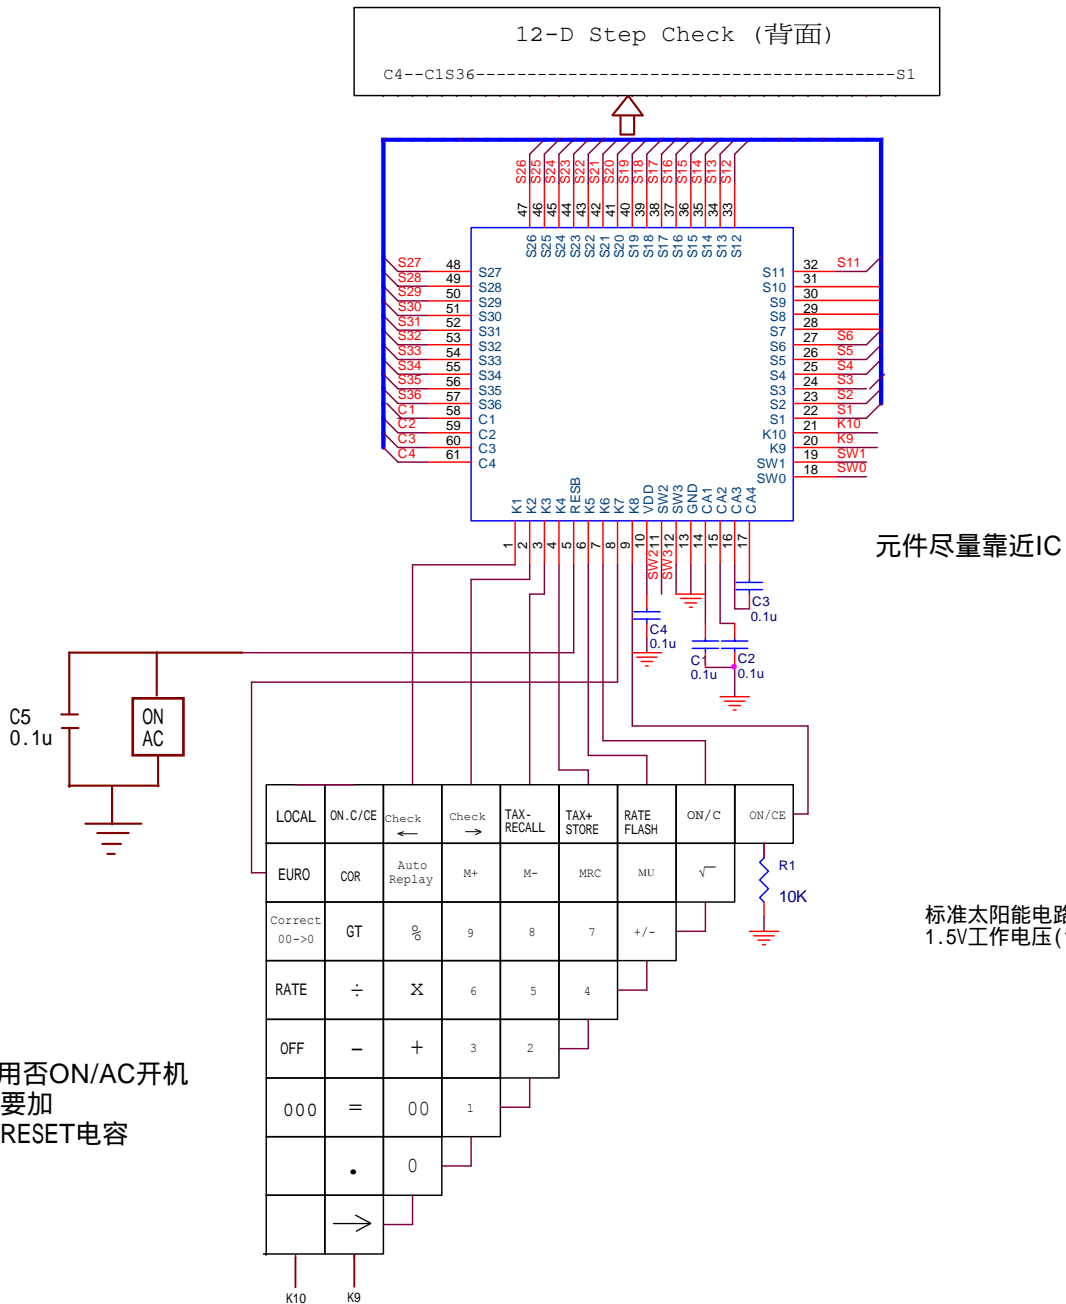 12-D Step Check (背面)
C4--C1S36------------------------------------S1
S26 S25 S24 S23 S22 S21 S20 S19 S18 S17 S16 S15 S14 S13 S12
47 46 45 44 43 42 41 40 39 38 37 36 35 34 33
S26 S25 S24 S23 S22 S21 S20 S19 S18 S17 S16 S15 S14 S13 S12
S27 48 S27 S11 32 S11
S28 49 S28 S10 31
S29 50 S29 S9 30
S30 51 S30 S8 29
S31 52 S31 S7 28
S32 53 S32 S6 27 S6
S33 54 S33 S5 26 S5
S34 55 S34 S4 25 S4
S35 56 S35 S3 24 S3
S36 57 S36 S2 23 S2
C1 58 C1 S1 22 S1
C2 59 C2 K10 21 K10
C3 60 C3 K9 20 K9
C4 61 C4 SW1 19 SW1
SW0 18 SW0
K1 K2 K3 K4 RESB K5 K6 K7 K8 VDD SW2 SW3 GND CA1 CA2 CA3 CA4
1 2 3 4 5 6 7 8 9 10 11 12 13 14 15 16 17
SW2 SW3
元件尽量靠近IC
C3
0.1u
C4
0.1u
C1
0.1u
C2
0.1u
C5
0.1u
ON
AC
LOCAL ON.C/CE Check ← Check → TAX- RECALL TAX+ STORE RATE FLASH ON/C ON/CE
EURO COR Auto Replay M+ M- MRC MU √
R1
10K
Correct 00->0 GT % 9 8 7 +/-
标准太阳能电路
1.5V工作电压(
RATE ÷ X 6 5 4
OFF - + 3 2
用否ON/AC开机
要加
RESET电容
000 = 00 1
. 0
→
K10 K9